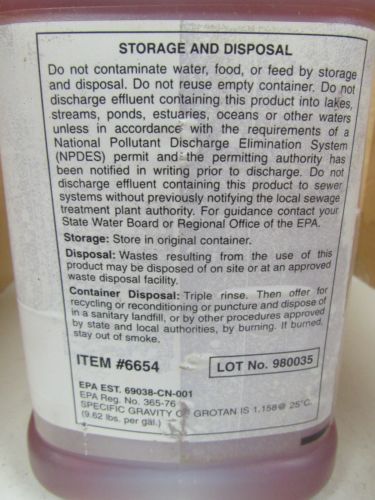 STORAGE AND DISPOSAL
Do not contaminate water, food, or feed by storage
and disposal. Do not reuse empty container. Do not
discharge effluent containing this product into lakes,
streams, ponds, estuaries, oceans or other waters
unless in accordance with the requirements of a
National Pollutant Discharge Elimination System
(NPDES) permit and the permitting authority has
been notified in writing prior to discharge. Do not
discharge effluent containing this product to sewer
systems without previously notifying the local sewage
treatment plant authority. For guidance contact your
State Water Board or Regional Office of the EPA.
Storage: Store in original container.
Disposal: Wastes resulting from the use of this
product may be disposed of on site or at an approved
waste disposal facility.
Container Disposal: Triple rinse. Then offer for
recycling or reconditioning or puncture and dispose of
in a sanitary landfill, or by other procedures approved
by state and local authorities, by burning. If burned,
stay out of smoke.
ITEM #6654 LOT No. 980035
EPA EST. 69038-CN-001
EPA Reg. No. 365-76
SPECIFIC GRAVITY OF GROTAN IS 1.158@ 25°C.
(9.62 lbs. per gal.)